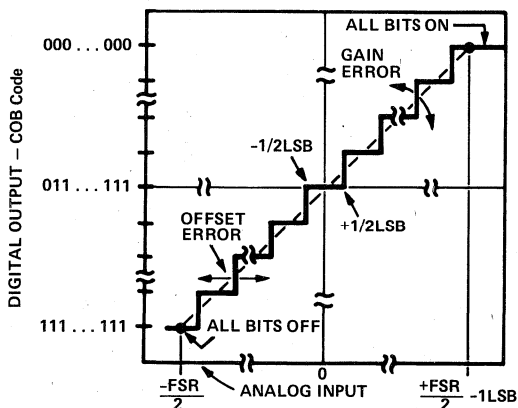 ALL BITS ON
000 . . . 000
GAIN
ERROR
DIGITAL OUTPUT – COB Code
-1/2LSB
011 . . . 111
+1/2LSB
OFFSET
ERROR
111 . . . 111
ALL BITS OFF
0
-FSR
2
ANALOG INPUT
+FSR
2
-1LSB